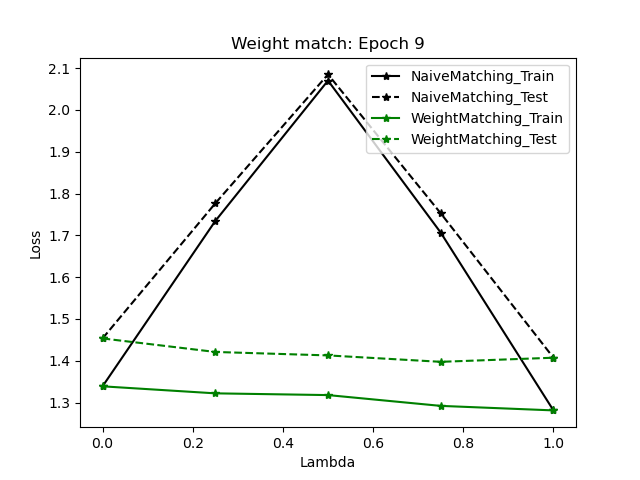 Weight match: Epoch 9
NaiveMatching_Train
NaiveMatching_Test
WeightMatching_Train
WeightMatching_Test
Loss
2.1
2.0
1.9
1.8
1.7
1.6
1.5
1.4
1.3
0.0 0.2 0.4 0.6 0.8 1.0
Lambda